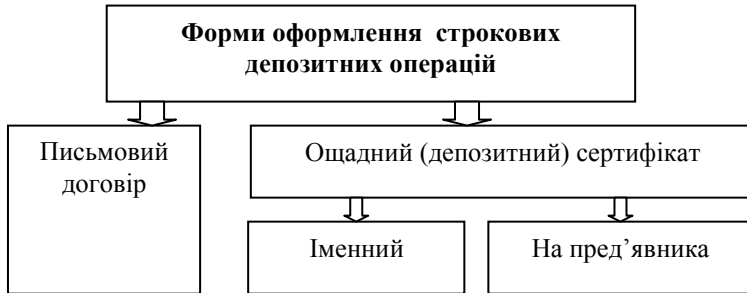 Форми оформлення строкових
депозитних операцій
Письмовий
договір
Ощадний (депозитний) сертифікат
Іменний
На пред’явника